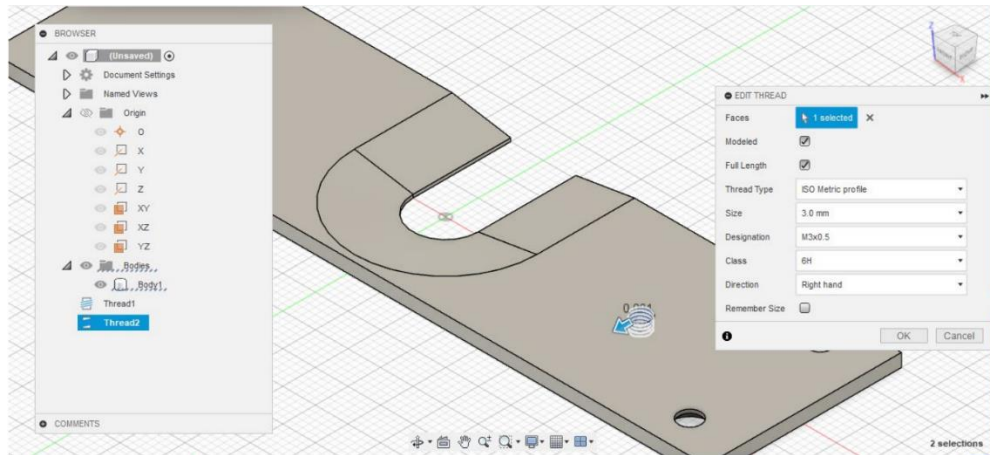 BROWSER
(Unsaved)
Document Settings
Named Views
Origin
O
X
Y
Z
XY
XZ
YZ
Bodies
Body1
Thread1
Thread2
COMMENTS
Z
X
EDIT THREAD
Faces 1 selected
Modeled
Full Length
Thread Type ISO Metric profile
Size 3.0 mm
Designation M3x0.5
Class 6H
Direction Right hand
Remember Size
OK Cancel
2 selections